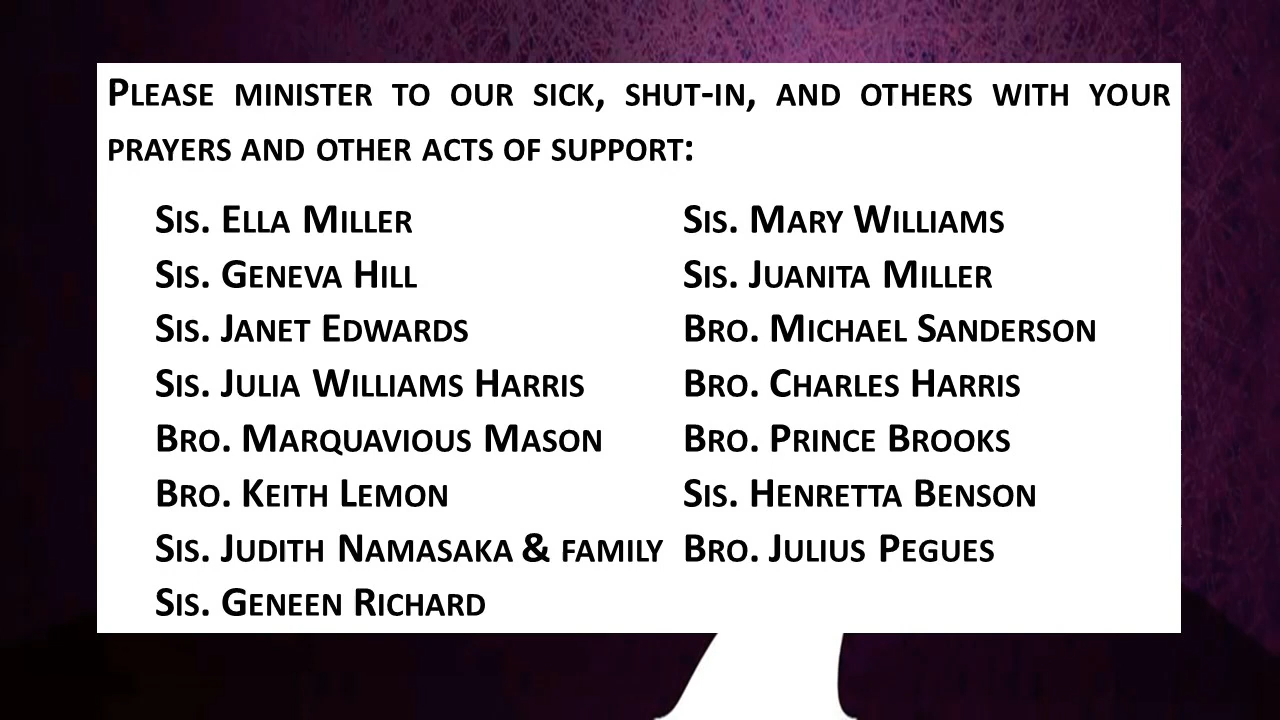 Please minister to our sick, shut-in, and others with your
prayers and other acts of support:
Sis. Ella Miller
Sis. Geneva Hill
Sis. Janet Edwards
Sis. Julia Williams Harris
Bro. Marquavious Mason
Bro. Keith Lemon
Sis. Judith Namasaka & family
Sis. Geneen Richard
Sis. Mary Williams
Sis. Juanita Miller
Bro. Michael Sanderson
Bro. Charles Harris
Bro. Prince Brooks
Sis. Henretta Benson
Bro. Julius Pegues